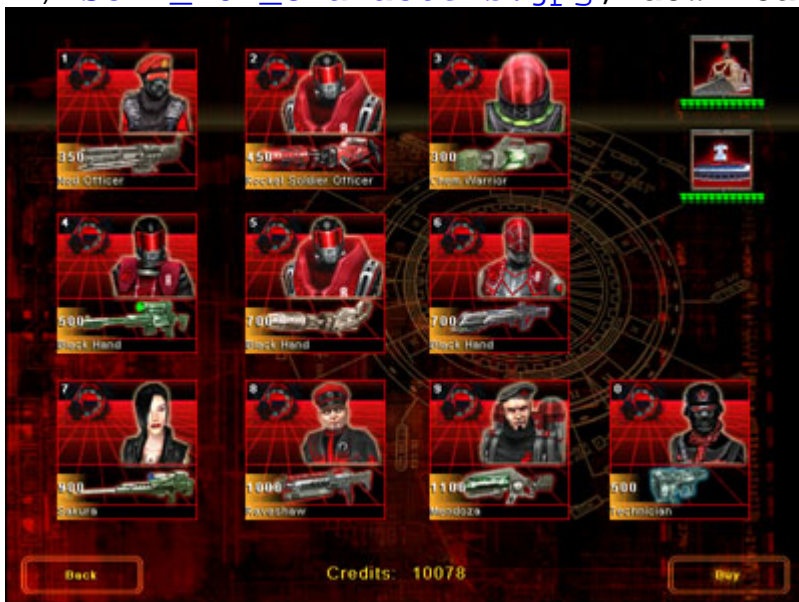 1
2
3
350
450
300
Nod Officer
Rocket Soldier Officer
Chem Warrior
4
5
6
500
700
700
Black Hand
Black Hand
Black Hand
7
8
9
0
900
1000
1100
500
Sakura
Raveshaw
Mendoza
Technician
Back
Credits: 10078
Buy